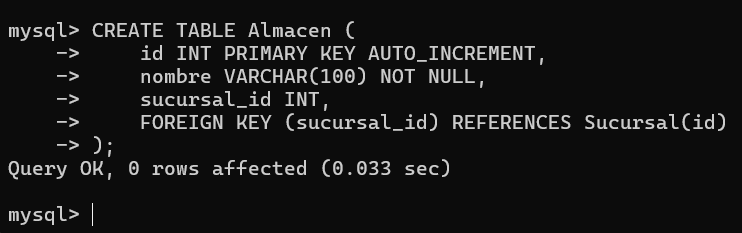 mysql> CREATE TABLE Almacen (
    ->     id INT PRIMARY KEY AUTO_INCREMENT,
    ->     nombre VARCHAR(100) NOT NULL,
    ->     sucursal_id INT,
    ->     FOREIGN KEY (sucursal_id) REFERENCES Sucursal(id)
    -> );
Query OK, 0 rows affected (0.033 sec)

mysql>